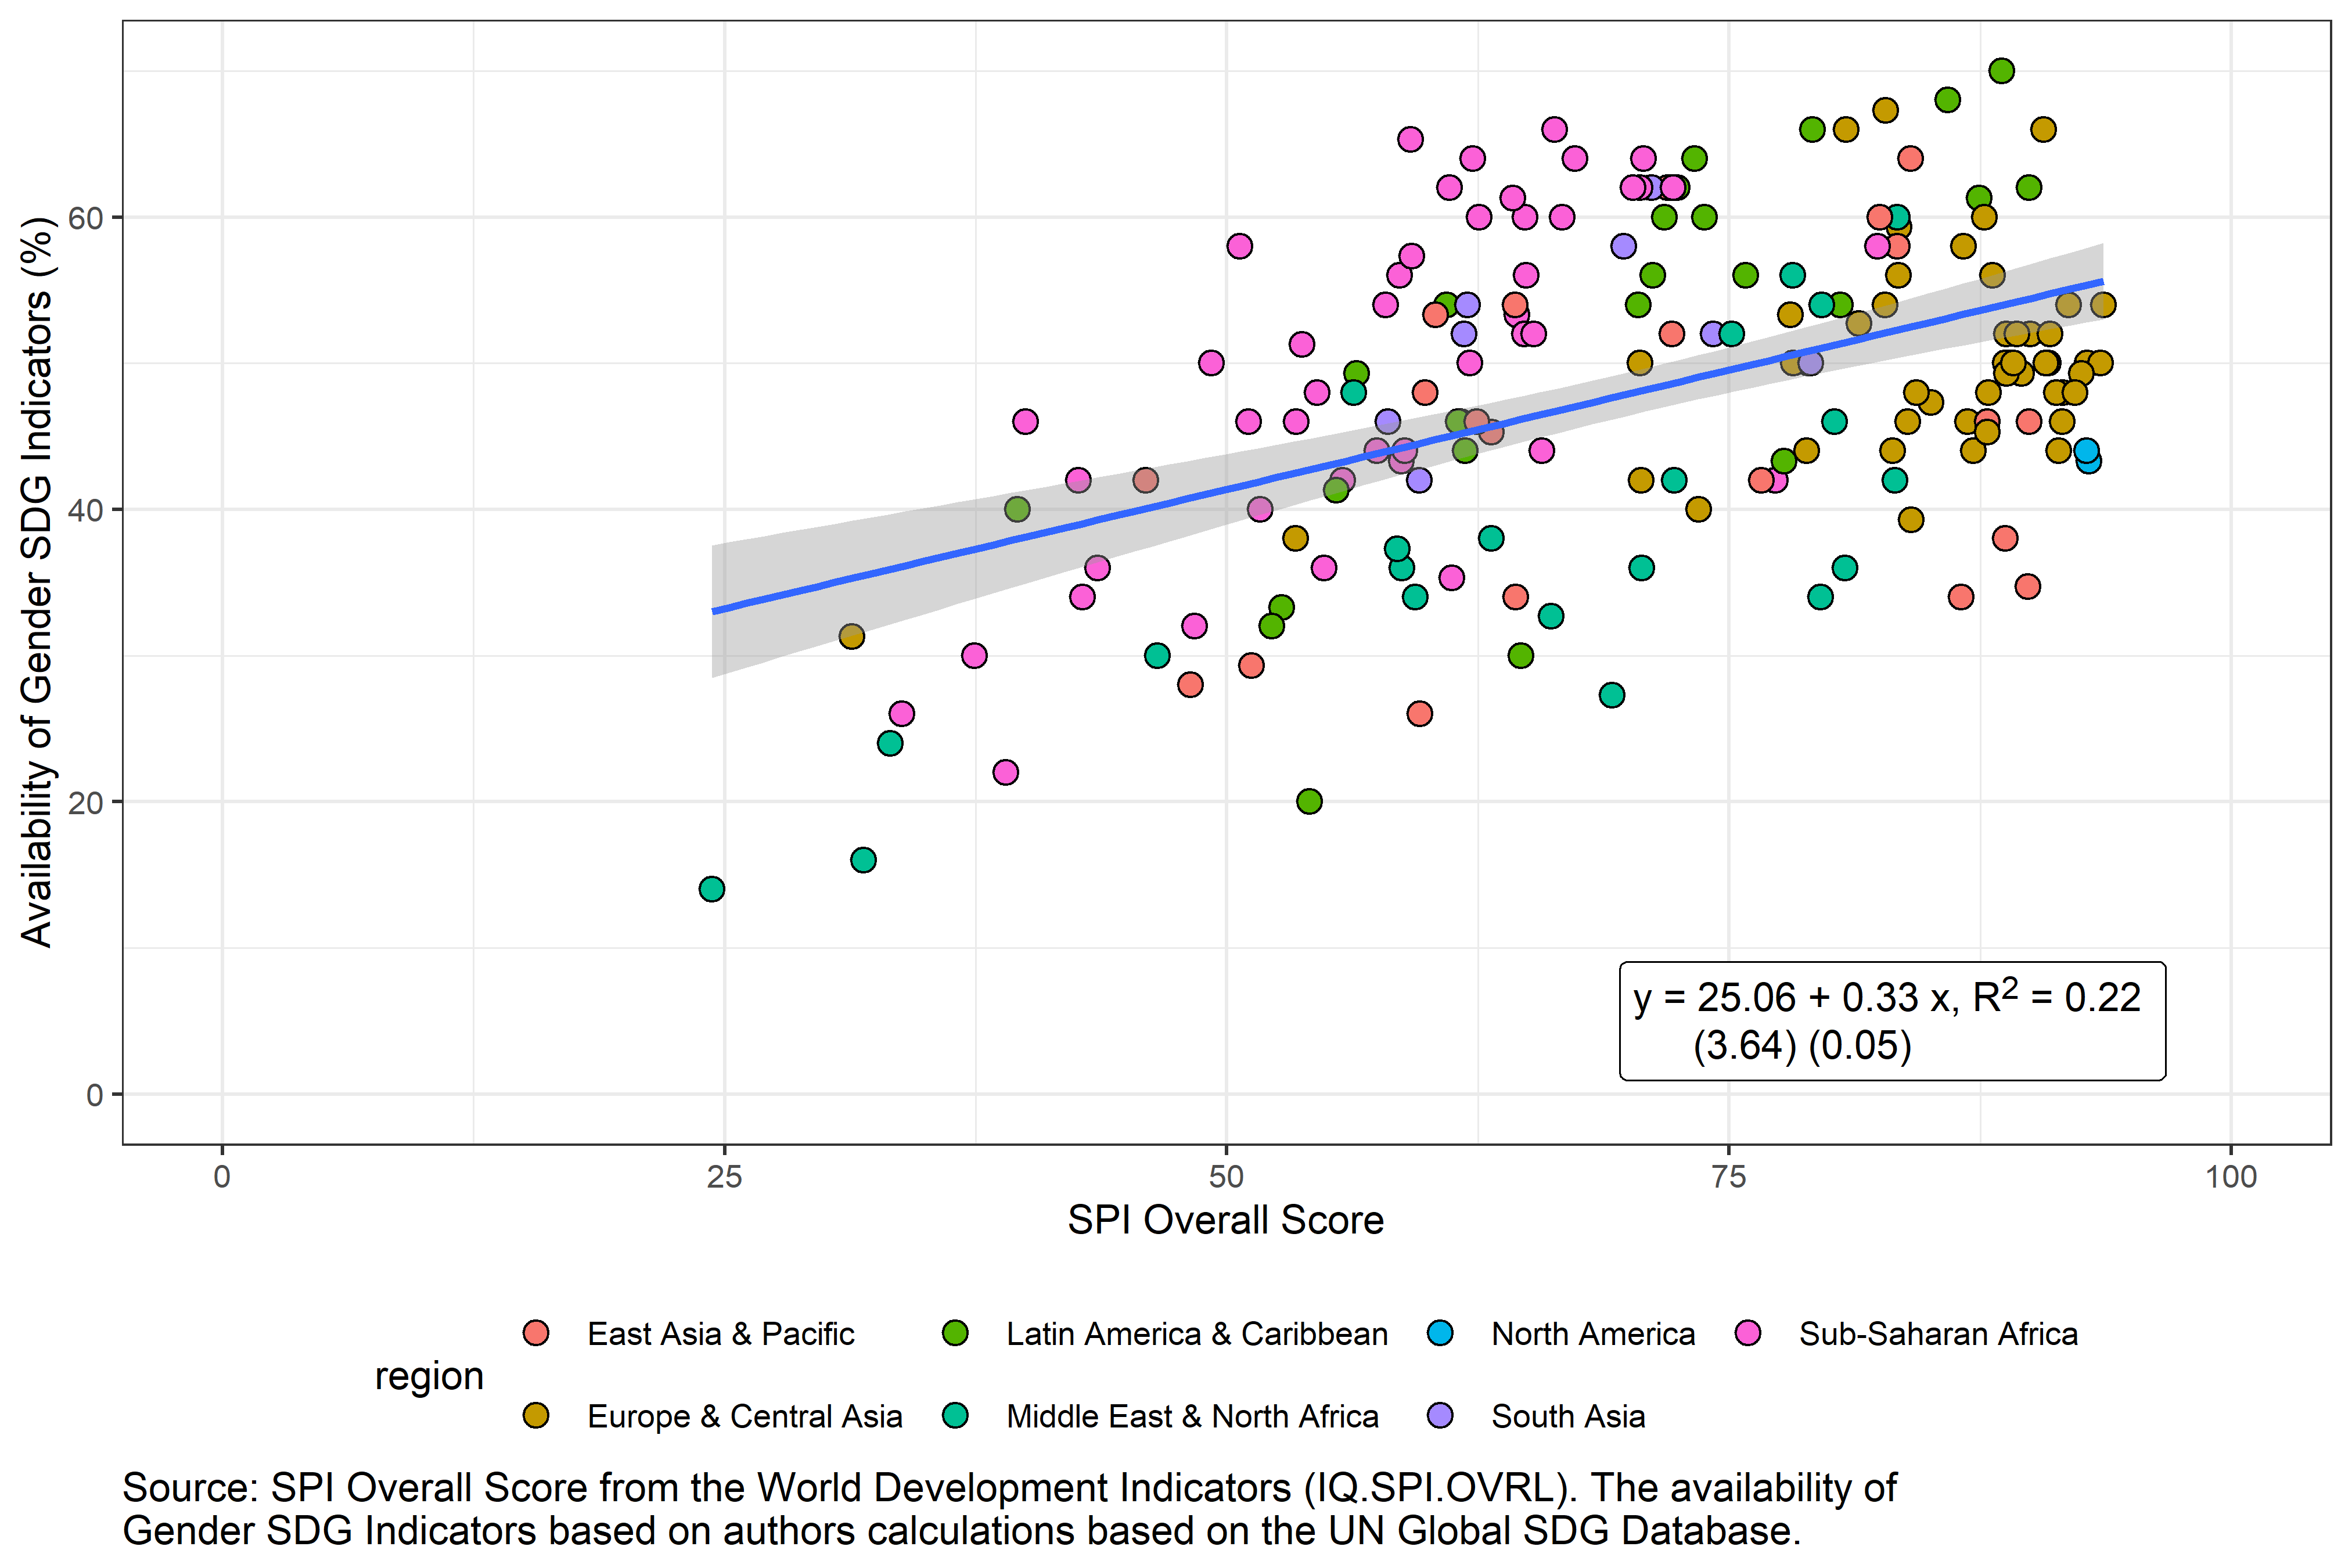 Availability of Gender SDG Indicators (%)
60
40
20
0
y = 25.06 + 0.33 x, R² = 0.22
(3.64) (0.05)
0 25 50 75 100
SPI Overall Score
region
East Asia & Pacific Latin America & Caribbean North America Sub-Saharan Africa
Europe & Central Asia Middle East & North Africa South Asia
Source: SPI Overall Score from the World Development Indicators (IQ.SPI.OVRL). The availability of
Gender SDG Indicators based on authors calculations based on the UN Global SDG Database.